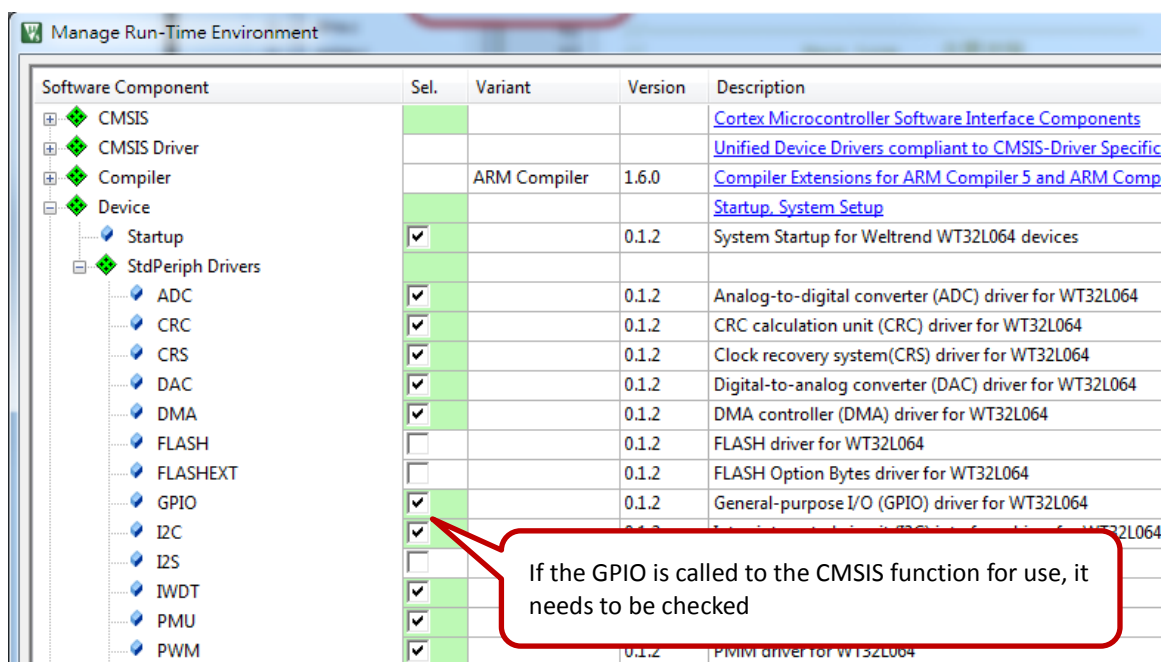 Manage Run-Time Environment
Software Component Sel. Variant Version Description
CMSIS Cortex Microcontroller Software Interface Components
CMSIS Driver Unified Device Drivers compliant to CMSIS-Driver Specific
Compiler ARM Compiler 1.6.0 Compiler Extensions for ARM Compiler 5 and ARM Comp
Device Startup, System Setup
Startup 0.1.2 System Startup for Weltrend WT32L064 devices
StdPeriph Drivers
ADC 0.1.2 Analog-to-digital converter (ADC) driver for WT32L064
CRC 0.1.2 CRC calculation unit (CRC) driver for WT32L064
CRS 0.1.2 Clock recovery system(CRS) driver for WT32L064
DAC 0.1.2 Digital-to-analog converter (DAC) driver for WT32L064
DMA 0.1.2 DMA controller (DMA) driver for WT32L064
FLASH 0.1.2 FLASH driver for WT32L064
FLASHEXT 0.1.2 FLASH Option Bytes driver for WT32L064
GPIO 0.1.2 General-purpose I/O (GPIO) driver for WT32L064
I2C
I2S
IWDT
PMU
PWM 0.1.2 PMM driver for WT32L064
If the GPIO is called to the CMSIS function for use, it
needs to be checked